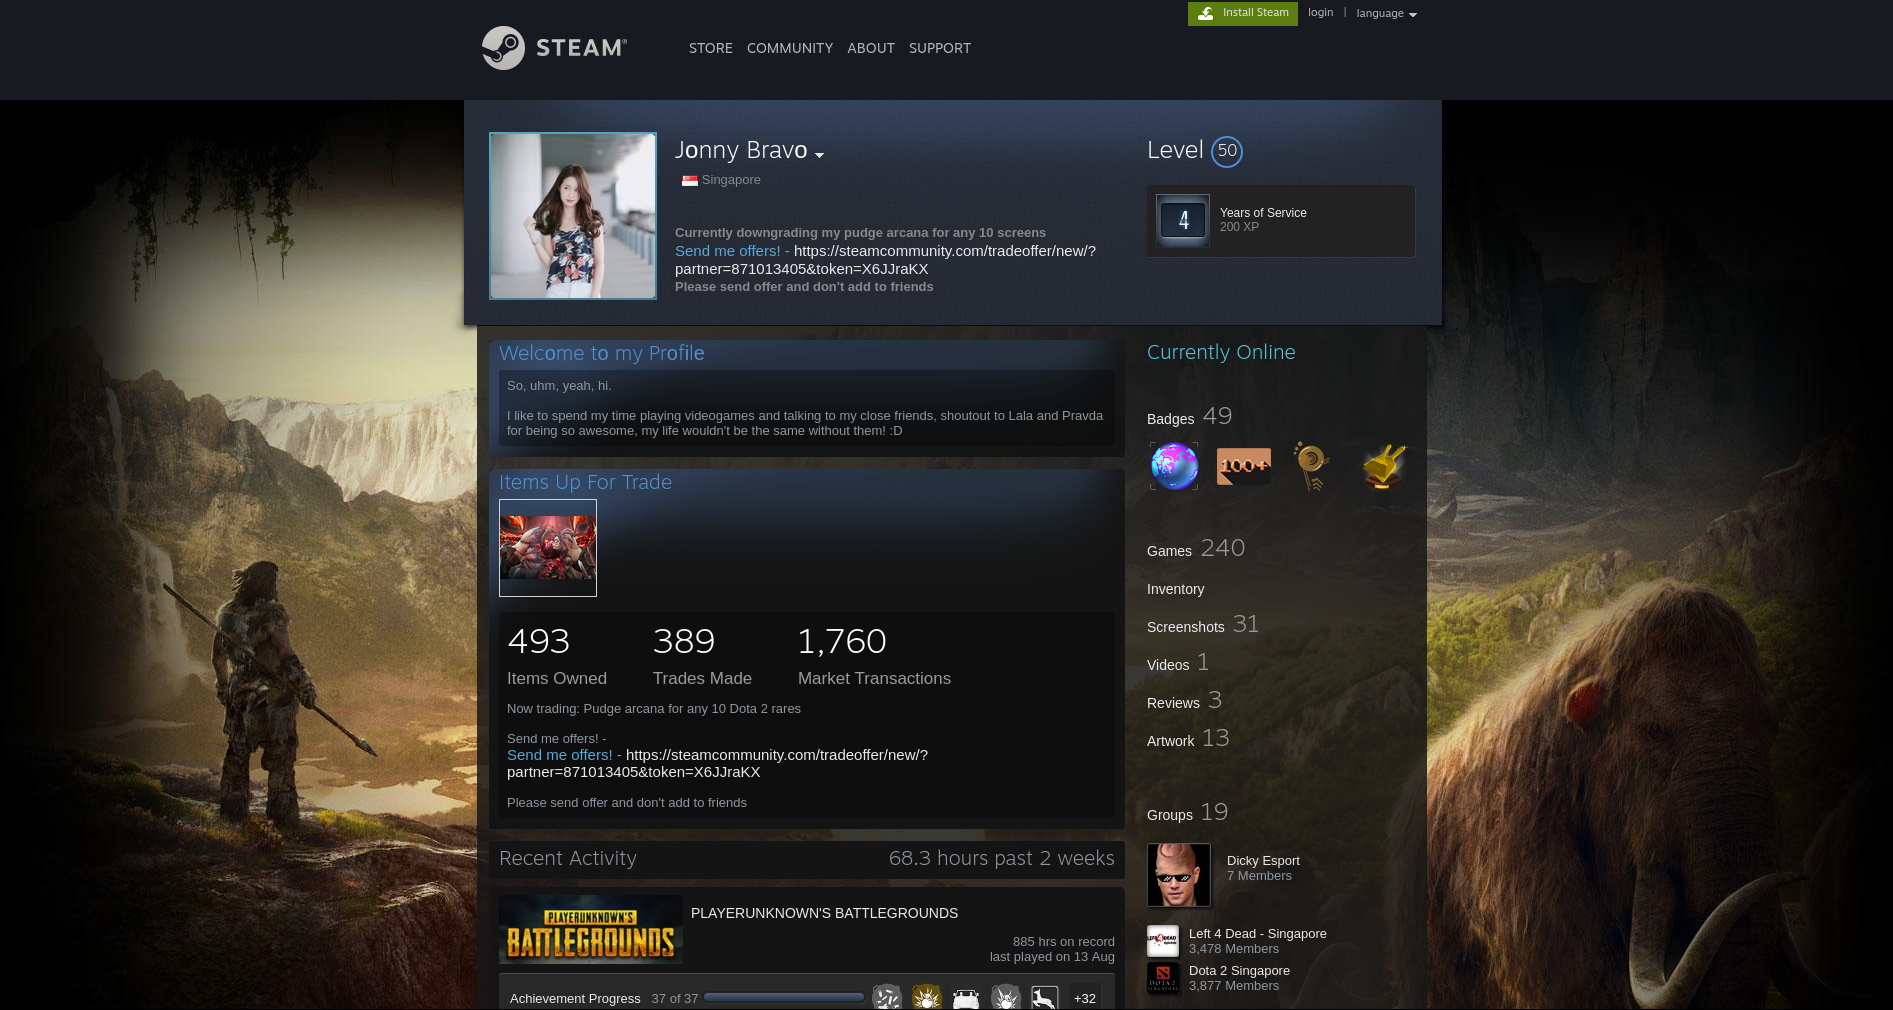 Install Steam login | language
STEAM®
STORE COMMUNITY ABOUT SUPPORT
Jonny Bravo
Singapore
Level 50
4
Years of Service
200 XP
Currently downgrading my pudge arcana for any 10 screens
Send me offers! - https://steamcommunity.com/tradeoffer/new/?
partner=871013405&token=X6JJraKX
Please send offer and don't add to friends
Welcome to my Profile
So, uhm, yeah, hi.
I like to spend my time playing videogames and talking to my close friends, shoutout to Lala and Pravda
for being so awesome, my life wouldn't be the same without them! :D
Items Up For Trade
493 389 1,760
Items Owned Trades Made Market Transactions
Now trading: Pudge arcana for any 10 Dota 2 rares
Send me offers! -
Send me offers! - https://steamcommunity.com/tradeoffer/new/?
partner=871013405&token=X6JJraKX
Please send offer and don't add to friends
Recent Activity 68.3 hours past 2 weeks
PLAYERUNKNOWN'S
BATTLEGROUNDS
PLAYERUNKNOWN'S BATTLEGROUNDS
885 hrs on record
last played on 13 Aug
Achievement Progress 37 of 37 +32
Currently Online
Badges 49
100+
Games 240
Inventory
Screenshots 31
Videos 1
Reviews 3
Artwork 13
Groups 19
Dicky Esport
7 Members
LEFT 4 DEAD
Left 4 Dead - Singapore
3,478 Members
DOTA 2
SINGAPORE
Dota 2 Singapore
3,877 Members